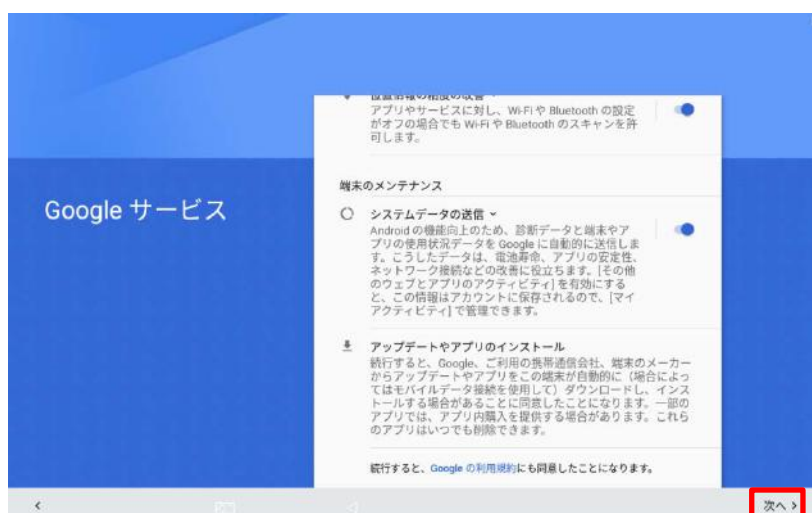 位置情報の精度の改善
アプリやサービスに対し、Wi-Fi や Bluetooth の設定
がオフの場合でも Wi-Fi や Bluetooth のスキャンを許
可します。
端末のメンテナンス
Google サービス
システムデータの送信
Android の機能向上のため、診断データと端末やア
プリの使用状況データを Google に自動的に送信しま
す。こうしたデータは、電池寿命、アプリの安定性、
ネットワーク接続などの改善に役立ちます。[その他
のウェブとアプリのアクティビティ] を有効にする
と、この情報はアカウントに保存されるので、[マイ
アクティビティ] で管理できます。
アップデートやアプリのインストール
続行すると、Google、ご利用の携帯通信会社、端末のメーカー
からアップデートやアプリをこの端末が自動的に（場合によっ
てはモバイルデータ接続を使用して）ダウンロードし、インス
トールする場合があることに同意したことになります。一部の
アプリでは、アプリ内購入を提供する場合があります。これら
のアプリはいつでも削除できます。
続行すると、Google の利用規約にも同意したことになります。
次へ